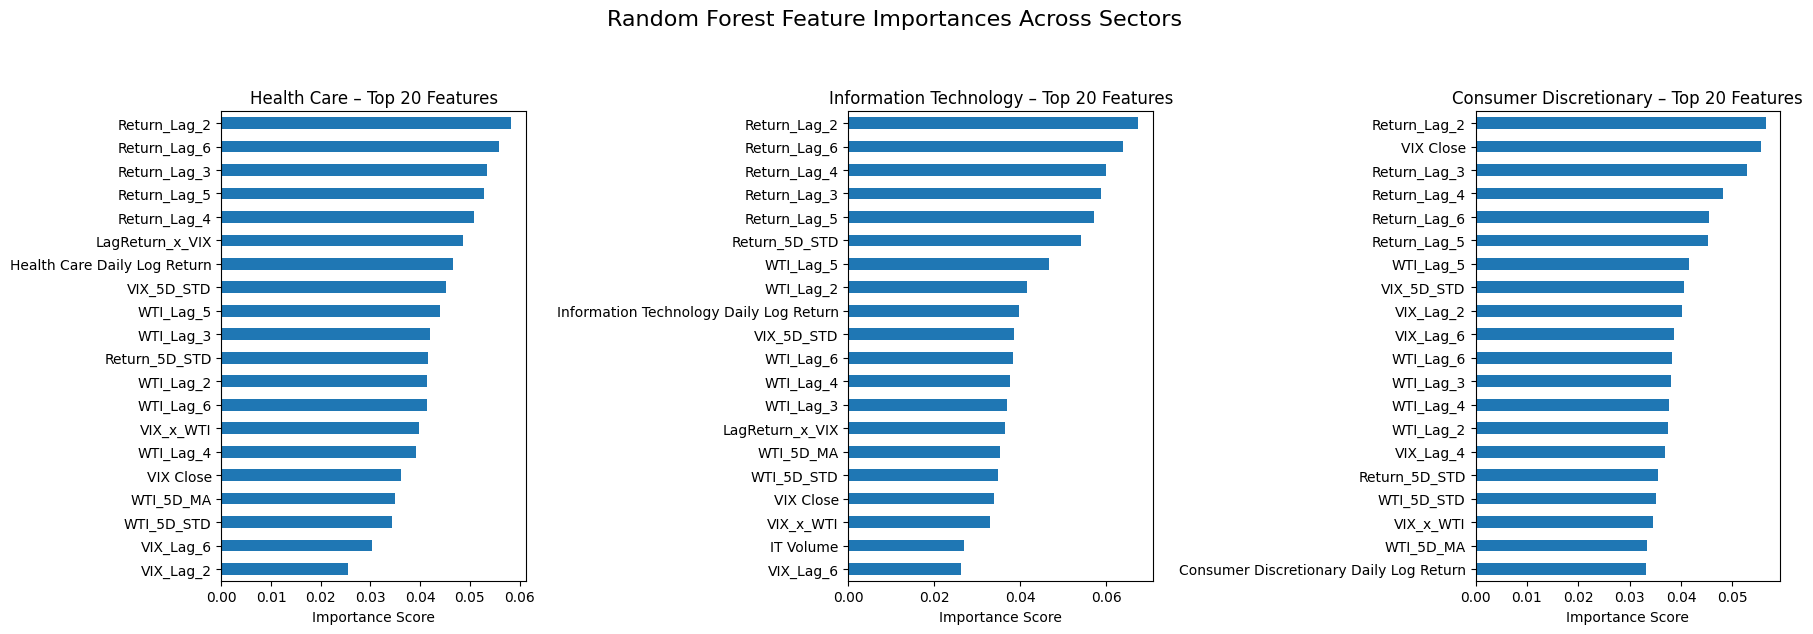 Random Forest Feature Importances Across Sectors
Health Care – Top 20 Features
Return_Lag_2
Return_Lag_6
Return_Lag_3
Return_Lag_5
Return_Lag_4
LagReturn_x_VIX
Health Care Daily Log Return
VIX_5D_STD
WTI_Lag_5
WTI_Lag_3
Return_5D_STD
WTI_Lag_2
WTI_Lag_6
VIX_x_WTI
WTI_Lag_4
VIX Close
WTI_5D_MA
WTI_5D_STD
VIX_Lag_6
VIX_Lag_2
0.00 0.01 0.02 0.03 0.04 0.05 0.06
Importance Score
Information Technology – Top 20 Features
Return_Lag_2
Return_Lag_6
Return_Lag_4
Return_Lag_3
Return_Lag_5
Return_5D_STD
WTI_Lag_5
WTI_Lag_2
Information Technology Daily Log Return
VIX_5D_STD
WTI_Lag_6
WTI_Lag_4
WTI_Lag_3
LagReturn_x_VIX
WTI_5D_MA
WTI_5D_STD
VIX Close
VIX_x_WTI
IT Volume
VIX_Lag_6
0.00 0.02 0.04 0.06
Importance Score
Consumer Discretionary – Top 20 Features
Return_Lag_2
VIX Close
Return_Lag_3
Return_Lag_4
Return_Lag_6
Return_Lag_5
WTI_Lag_5
VIX_5D_STD
VIX_Lag_2
VIX_Lag_6
WTI_Lag_6
WTI_Lag_3
WTI_Lag_4
WTI_Lag_2
VIX_Lag_4
Return_5D_STD
WTI_5D_STD
VIX_x_WTI
WTI_5D_MA
Consumer Discretionary Daily Log Return
0.00 0.01 0.02 0.03 0.04 0.05
Importance Score